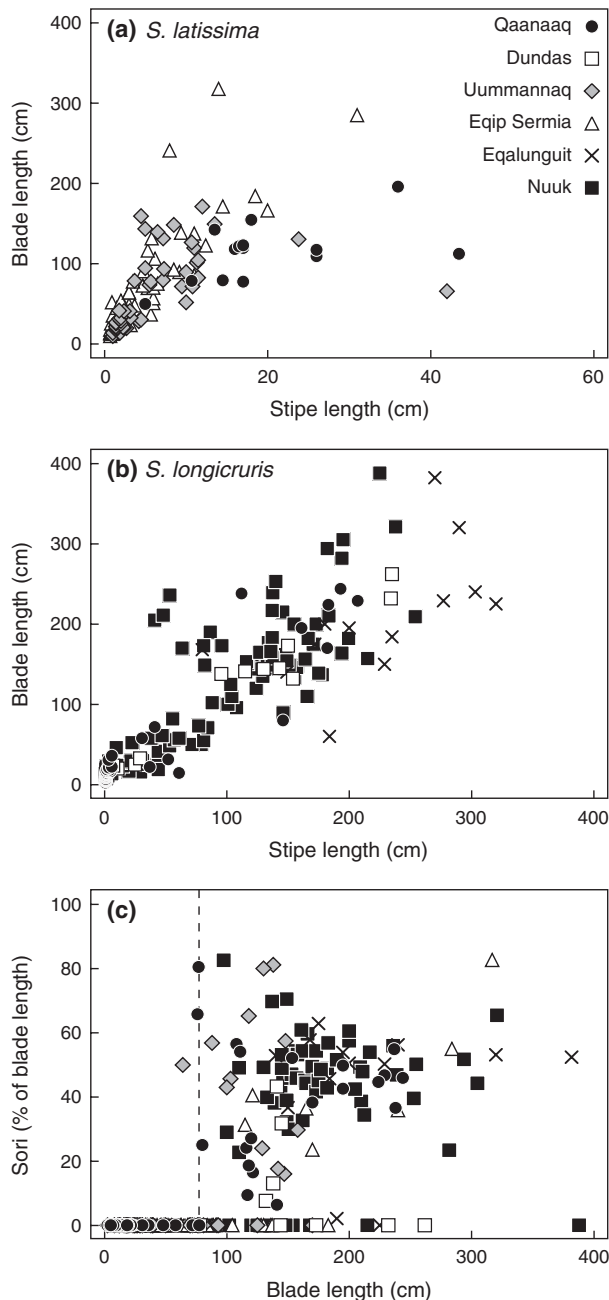 (a) S. latissima
Qaanaaq
Dundas
Uummannaq
Eqip Sermia
Eqalunguit
Nuuk
Blade length (cm)
400
300
200
100
0
0 20 40 60
Stipe length (cm)
(b) S. longicruris
Blade length (cm)
400
300
200
100
0
0 100 200 300 400
Stipe length (cm)
(c)
Sori (% of blade length)
100
80
60
40
20
0
0 100 200 300 400
Blade length (cm)